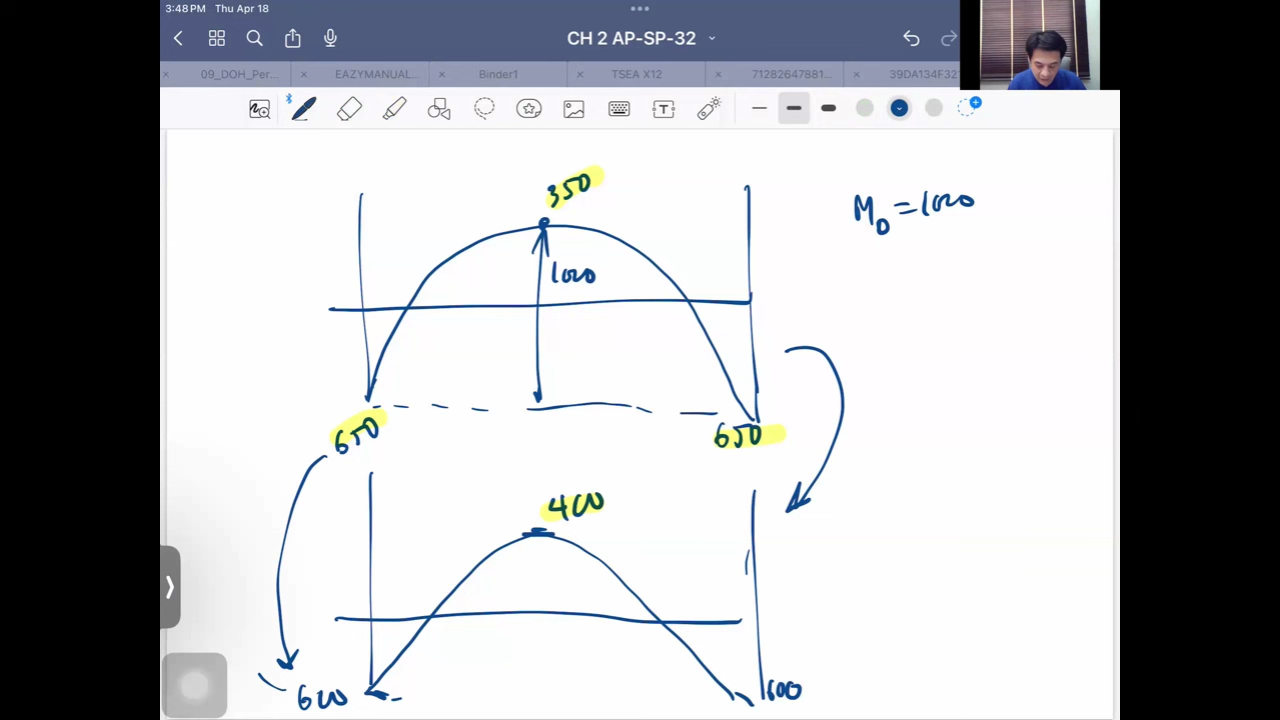 3:48 PM Thu Apr 18
CH 2 AP-SP-32
09_DOH_Per...
EAZYMANUAL...
Binder1
TSEA X12
71282647881...
39DA134F321
T
350
M₀ = 1000
1000
650
650
400
600
600